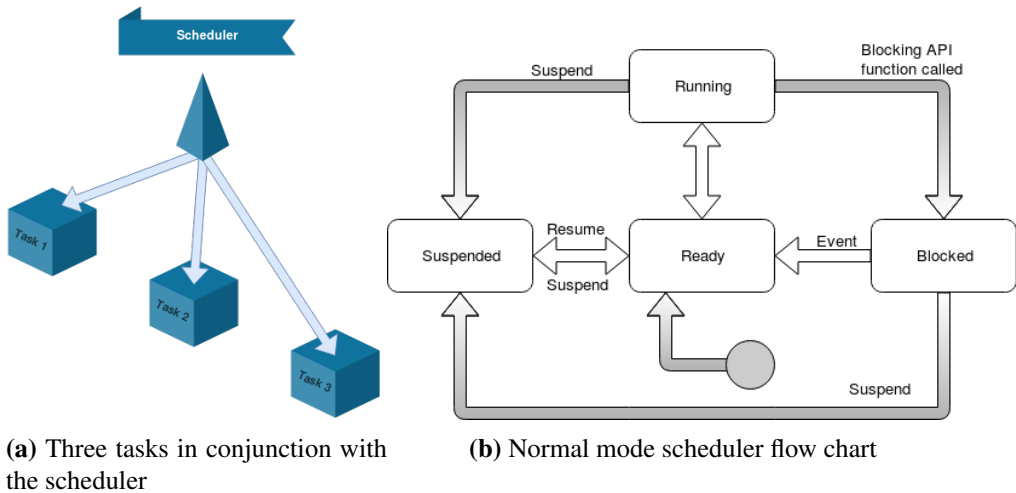 Scheduler
Task 1
Task 2
Task 3
Suspend
Running
Blocking API
function called
Suspended
Resume
Suspend
Ready
Event
Blocked
Suspend
(a) Three tasks in conjunction with
the scheduler
(b) Normal mode scheduler flow chart